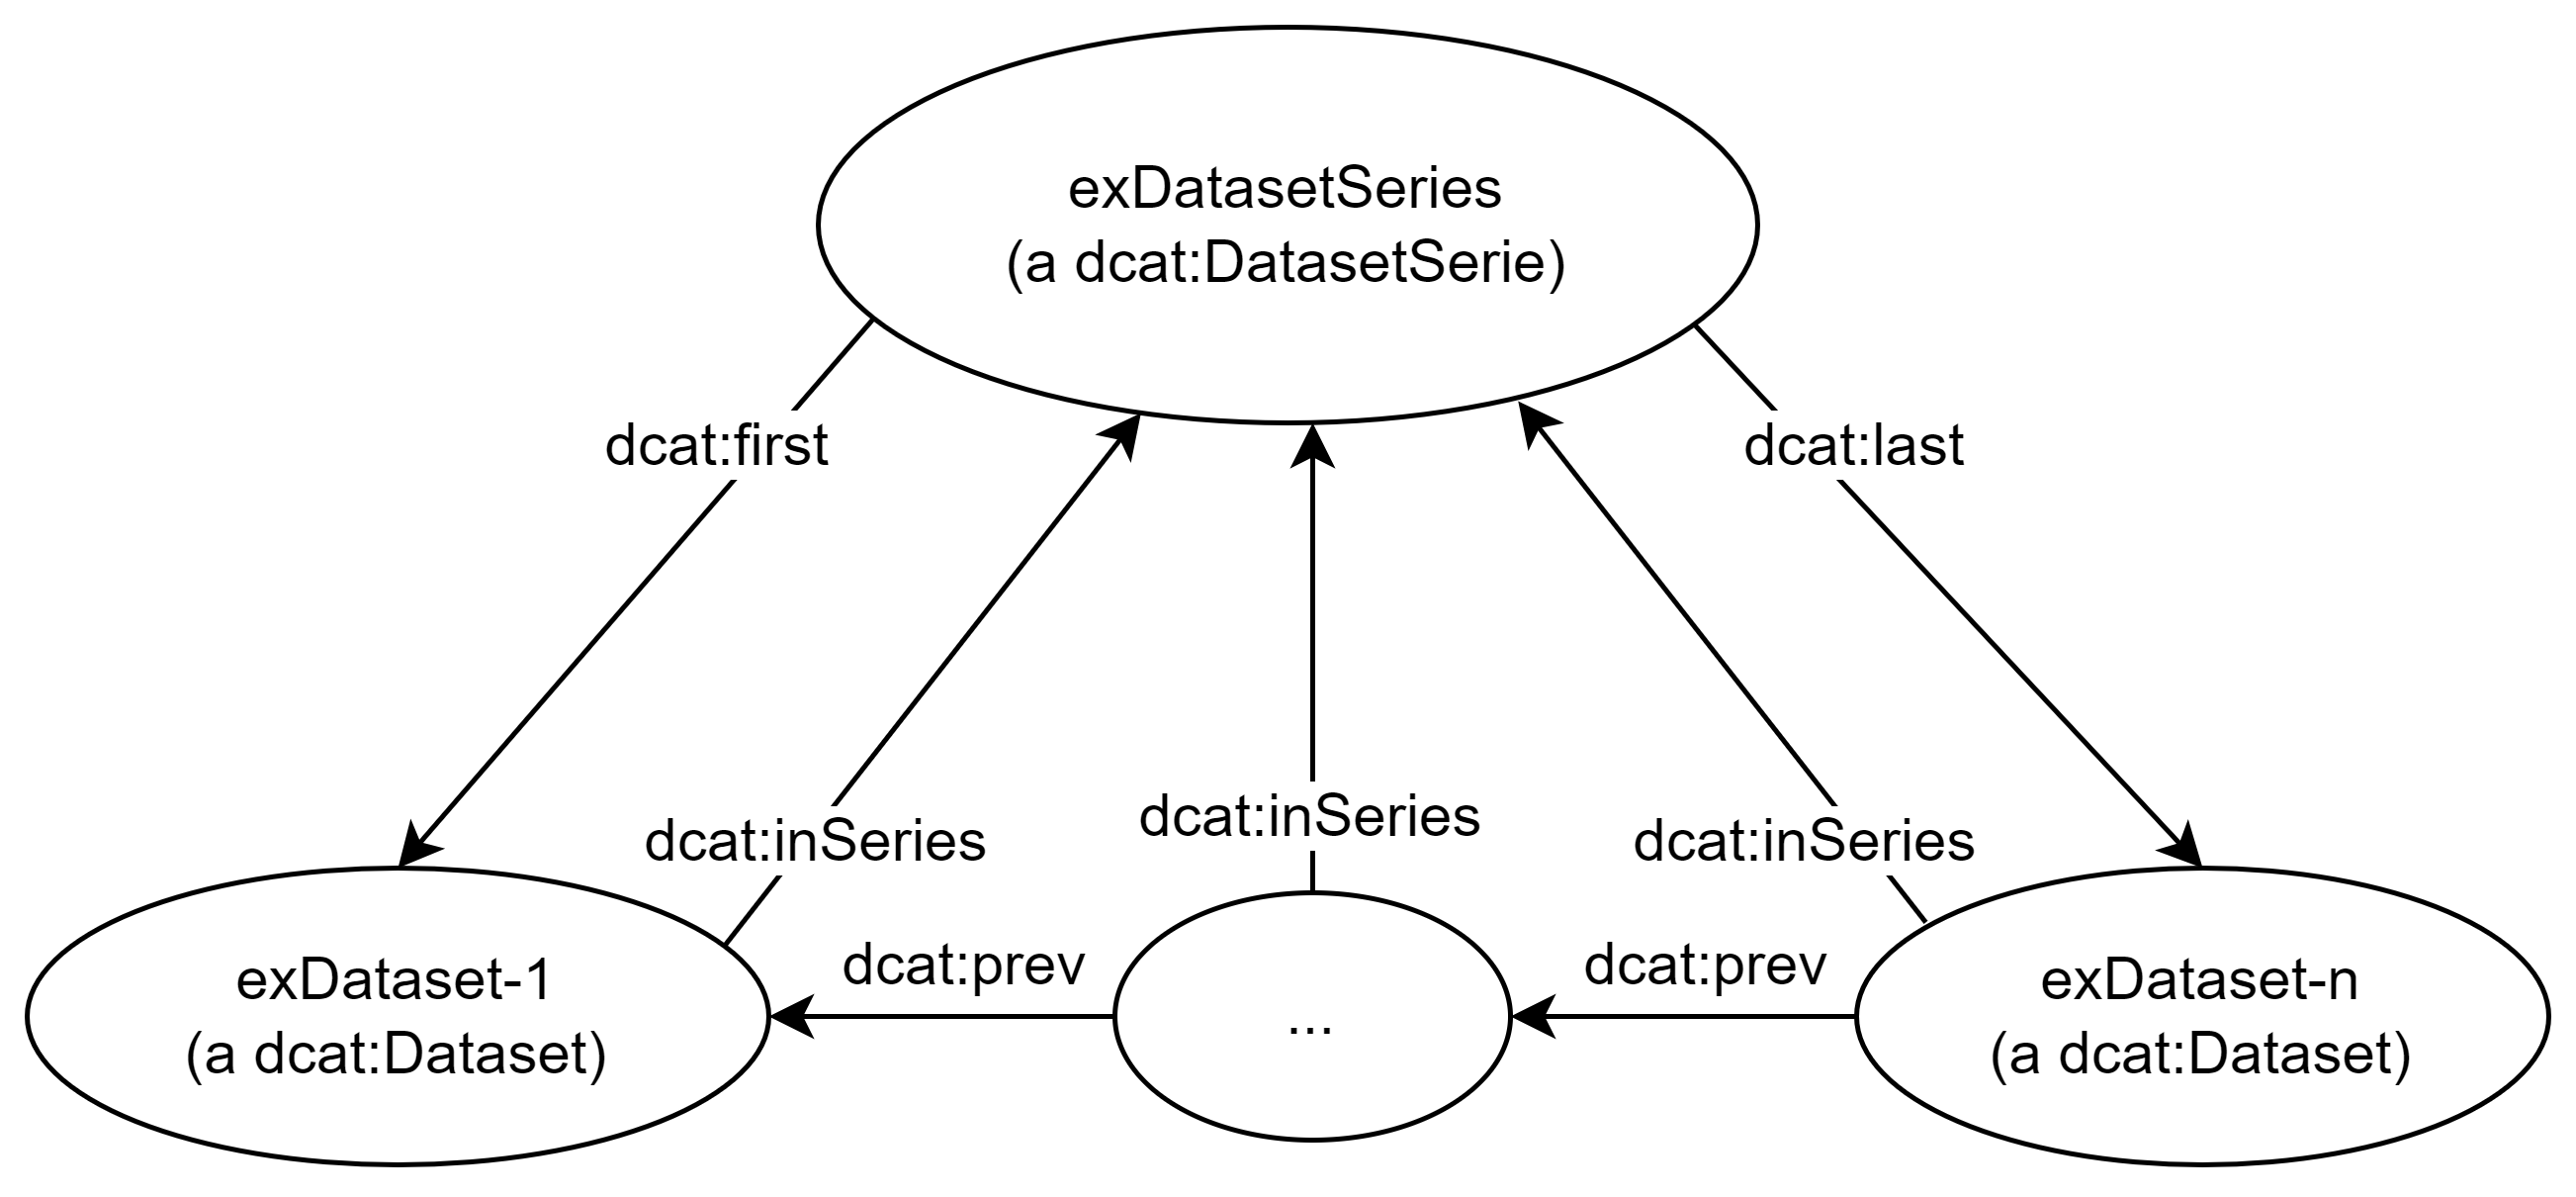 exDatasetSeries
(a dcat:DatasetSerie)
dcat:first
dcat:last
dcat:inSeries
dcat:inSeries
dcat:inSeries
dcat:prev
dcat:prev
exDataset-1
(a dcat:Dataset)
...
exDataset-n
(a dcat:Dataset)